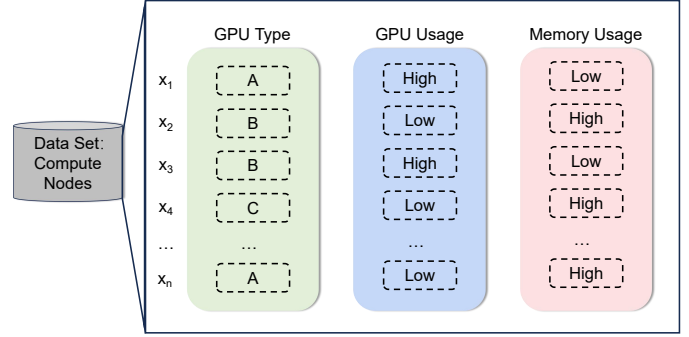 GPU Type GPU Usage Memory Usage
x₁ A High Low
x₂ B Low High
x₃ B High Low
x₄ C Low High
... ... ... ...
xₙ A Low High
Data Set:
Compute
Nodes